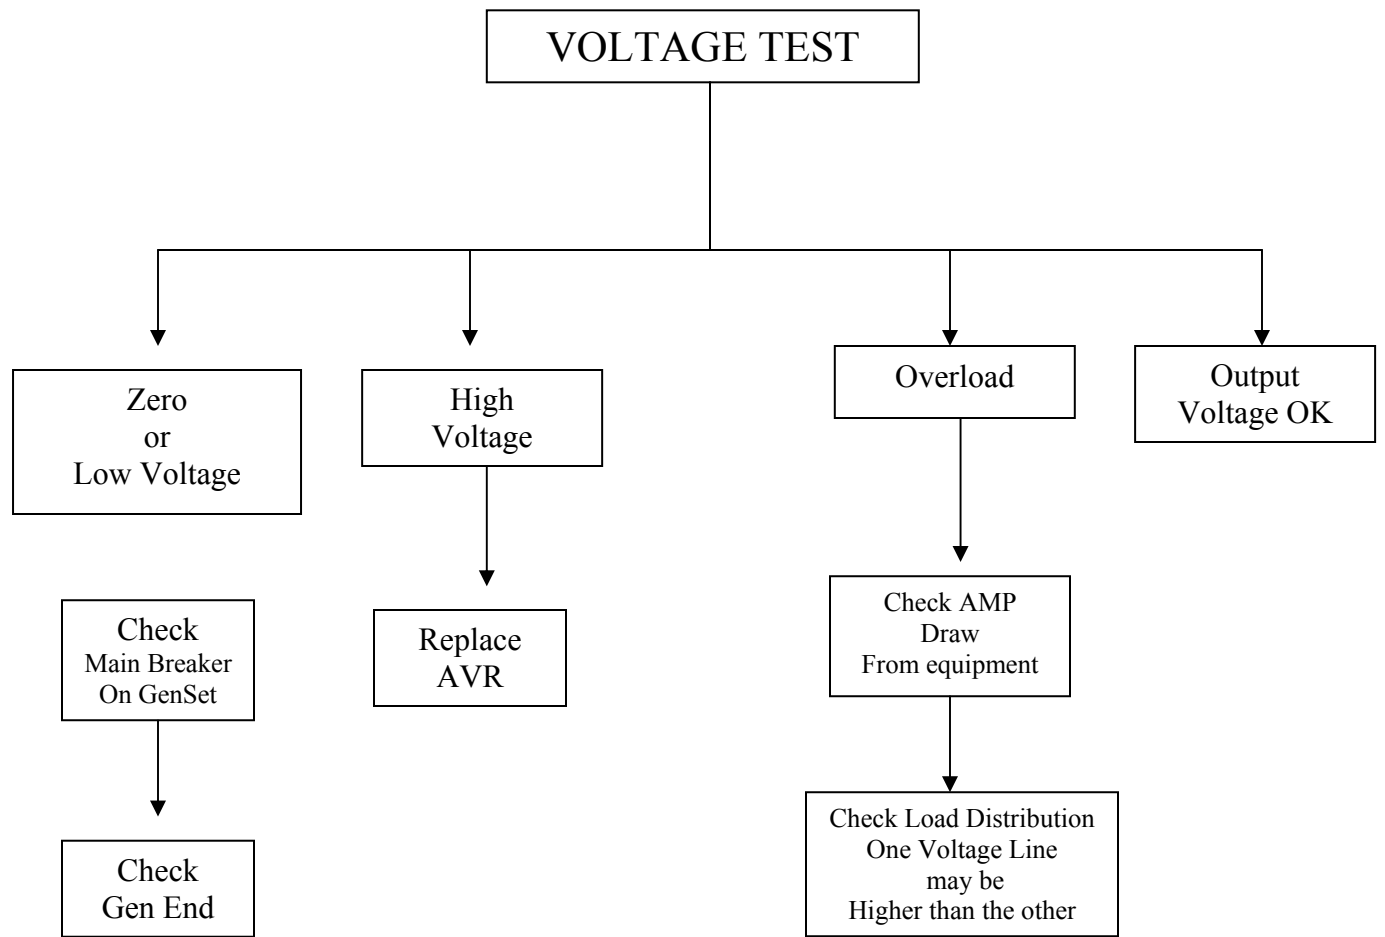 VOLTAGE TEST
Zero
or
Low Voltage
High
Voltage
Overload
Output
Voltage OK
Check
Main Breaker
On GenSet
Replace
AVR
Check AMP
Draw
From equipment
Check
Gen End
Check Load Distribution
One Voltage Line
may be
Higher than the other